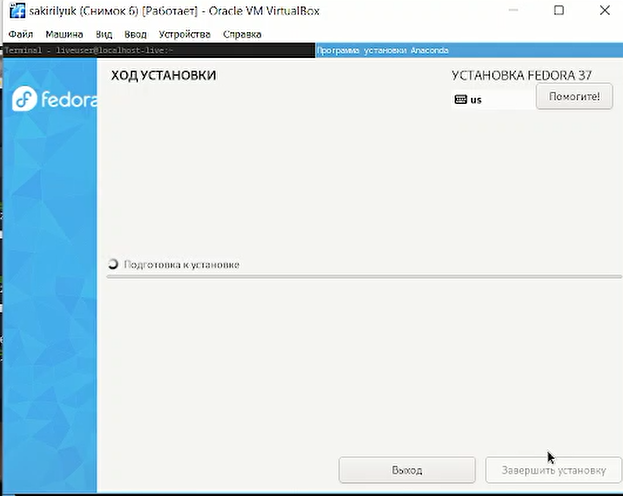 sakirilyuk (Снимок 6) [Работает] - Oracle VM VirtualBox
Файл Машина Вид Ввод Устройства Справка
Terminal - liveuser@localhost-live:~ Программа установки Anaconda
ХОД УСТАНОВКИ УСТАНОВКА FEDORA 37
fedora us Помогите!
Подготовка к установке
Выход Завершить установку